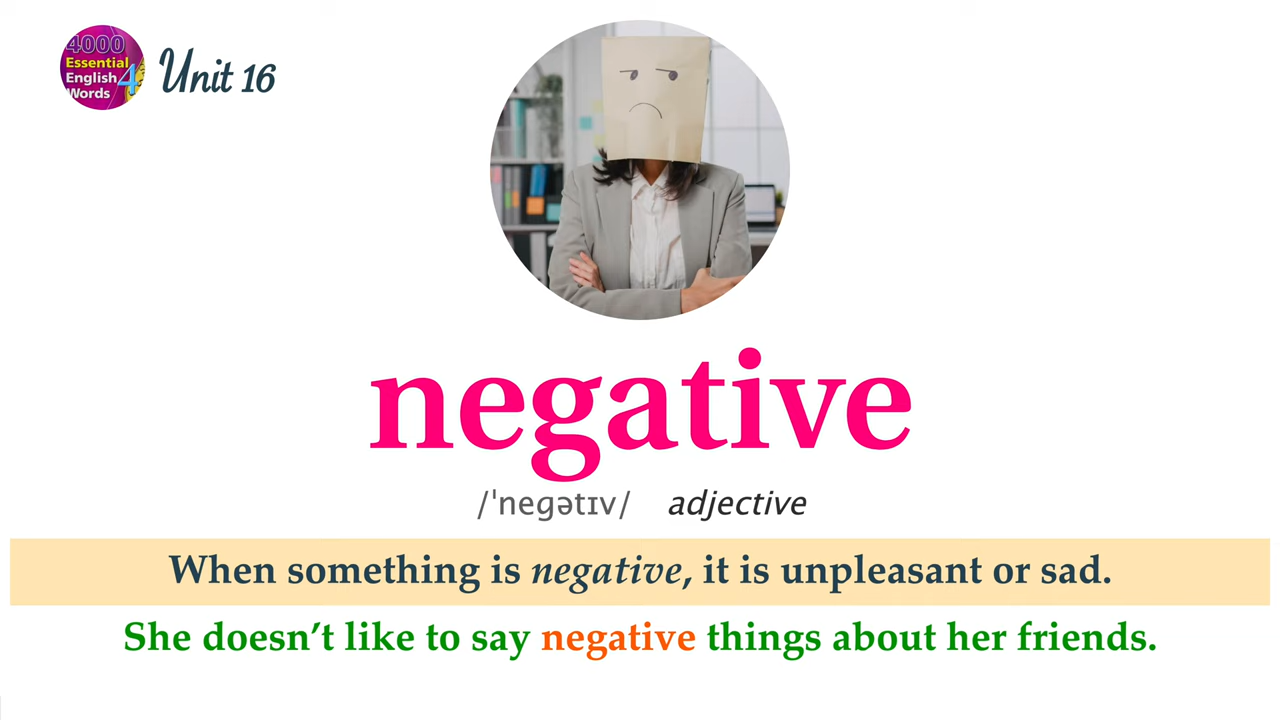 4000
Essential
English
Words 4
Unit 16
negative
/ˈneɡətɪv/ adjective
When something is negative, it is unpleasant or sad.
She doesn’t like to say negative things about her friends.